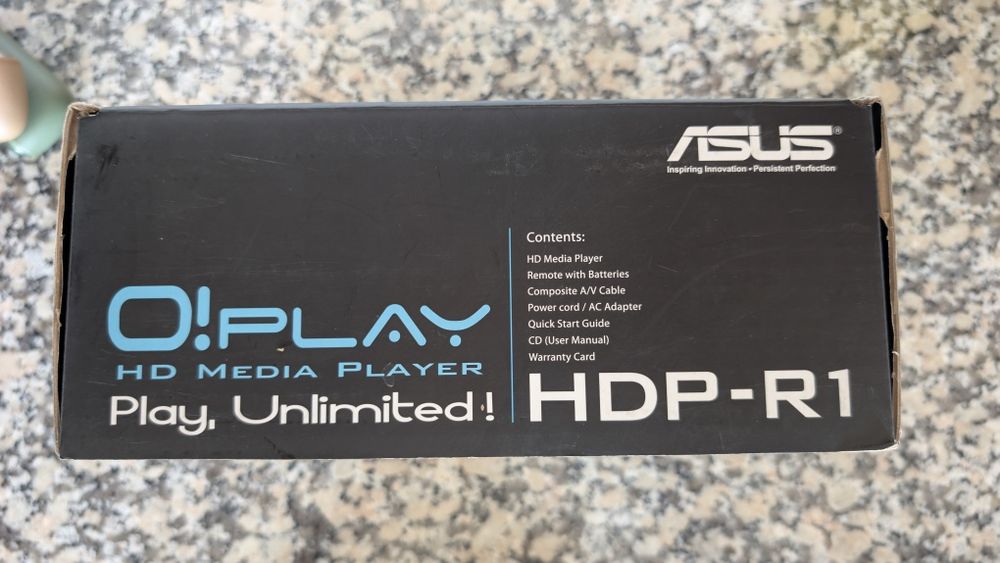 ASUS®
Inspiring Innovation • Persistent Perfection
O!PLAY
HD MEDIA PLAYER
Play, Unlimited!
Contents:
HD Media Player
Remote with Batteries
Composite A/V Cable
Power cord / AC Adapter
Quick Start Guide
CD (User Manual)
Warranty Card
HDP-R1